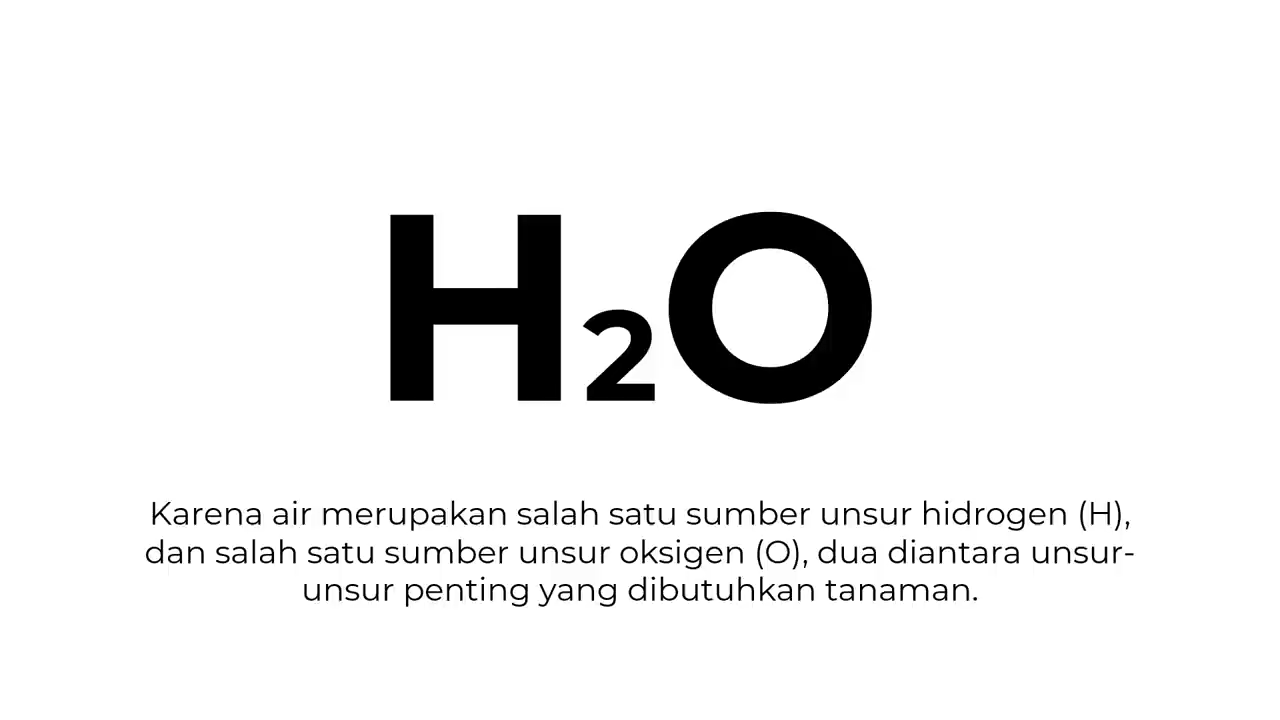 H₂O
Karena air merupakan salah satu sumber unsur hidrogen (H),
dan salah satu sumber unsur oksigen (O), dua diantara unsur-
unsur penting yang dibutuhkan tanaman.